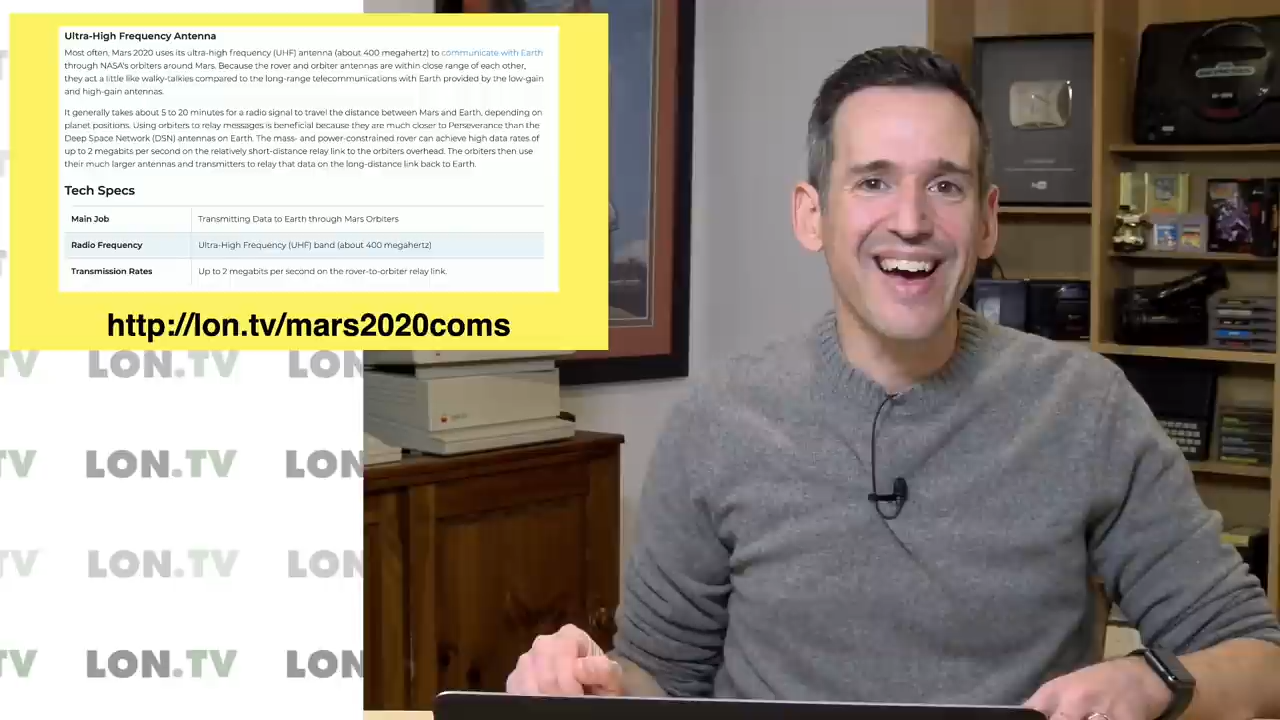 Ultra-High Frequency Antenna
Most often, Mars 2020 uses its ultra-high frequency (UHF) antenna (about 400 megahertz) to communicate with Earth
through NASA's orbiters around Mars. Because the rover and orbiter antennas are within close range of each other,
they act a little like walky-talkies compared to the long-range telecommunications with Earth provided by the low-gain
and high-gain antennas.
It generally takes about 5 to 20 minutes for a radio signal to travel the distance between Mars and Earth, depending on
planet positions. Using orbiters to relay messages is beneficial because they are much closer to Perseverance than the
Deep Space Network (DSN) antennas on Earth. The mass- and power-constrained rover can achieve high data rates of
up to 2 megabits per second on the relatively short-distance relay link to the orbiters overhead. The orbiters then use
their much larger antennas and transmitters to relay that data on the long-distance link back to Earth.
Tech Specs
Main Job Transmitting Data to Earth through Mars Orbiters
Radio Frequency Ultra-High Frequency (UHF) band (about 400 megahertz)
Transmission Rates Up to 2 megabits per second on the rover-to-orbiter relay link.
http://lon.tv/mars2020coms
TV LON.TV LON
TV LON.TV LON
TV LON.TV LON
TV LON.TV LON